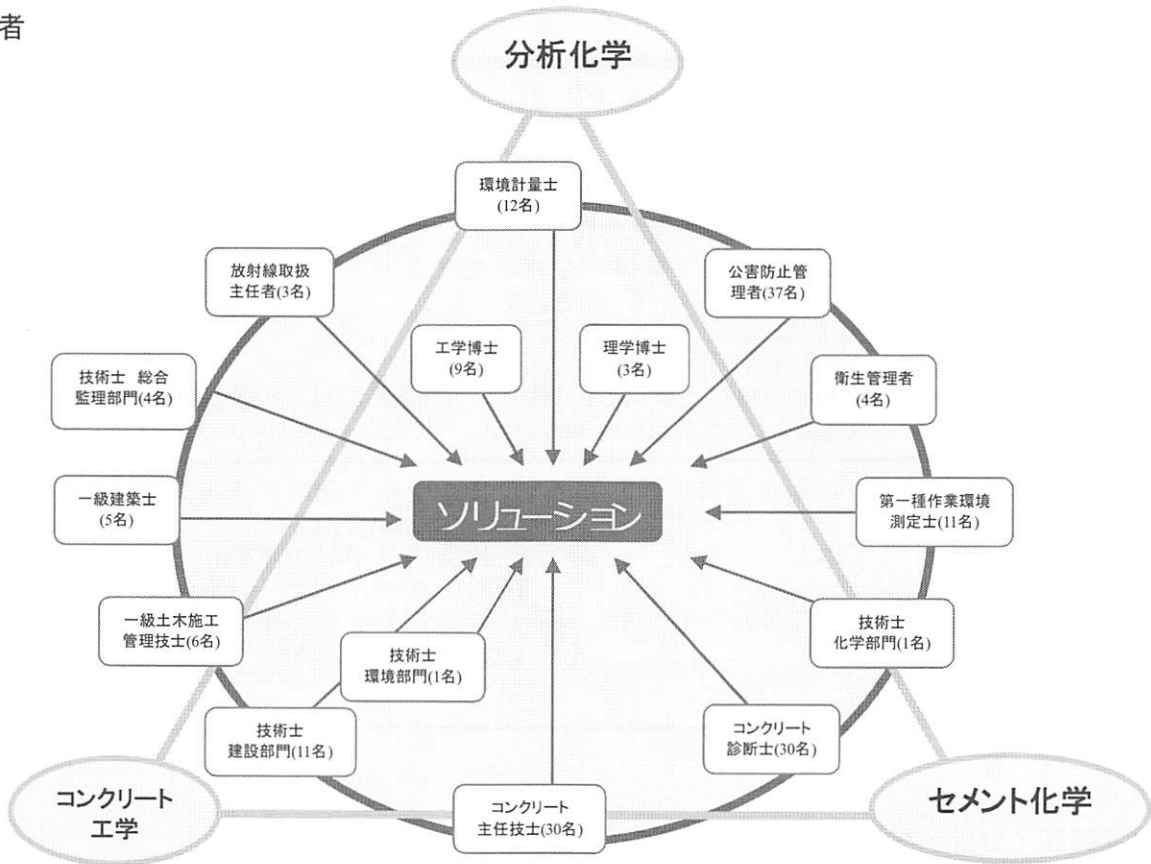 者
分析化学
環境計量士
(12名)
放射線取扱
主任者(3名)
公害防止管
理者(37名)
工学博士
(9名)
理学博士
(3名)
技術士 総合
監理部門(4名)
衛生管理者
(4名)
一級建築士
(5名)
ソリューション
第一種作業環境
測定士(11名)
一級土木施工
管理技士(6名)
技術士
環境部門(1名)
技術士
化学部門(1名)
技術士
建設部門(11名)
コンクリート
診断士(30名)
コンクリート
工学
コンクリート
主任技士(30名)
セメント化学